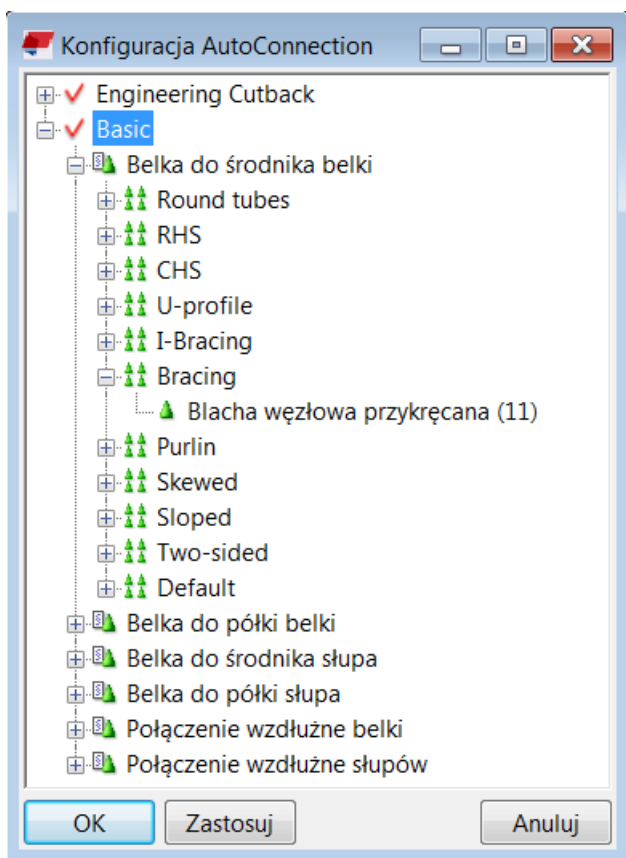 Konfiguracja AutoConnection
Engineering Cutback
Basic
Belka do środnika belki
Round tubes
RHS
CHS
U-profile
I-Bracing
Bracing
Blacha węzłowa przykręcana (11)
Purlin
Skewed
Sloped
Two-sided
Default
Belka do półki belki
Belka do środnika słupa
Belka do półki słupa
Połączenie wzdłużne belki
Połączenie wzdłużne słupów
OK Zastosuj Anuluj